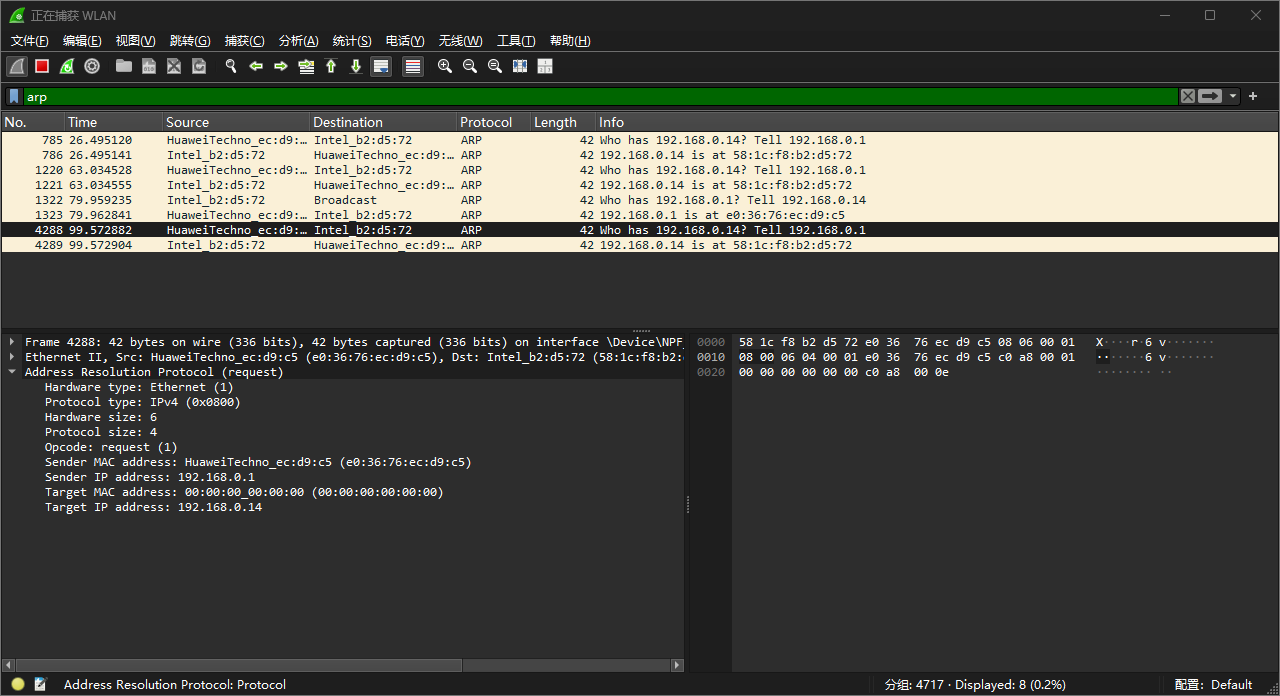 正在捕获 WLAN
文件(F) 编辑(E) 视图(V) 跳转(G) 捕获(C) 分析(A) 统计(S) 电话(Y) 无线(W) 工具(T) 帮助(H)
arp
No. Time Source Destination Protocol Length Info
785 26.495120 HuaweiTechno_ec:d9:… Intel_b2:d5:72 ARP 42 Who has 192.168.0.14? Tell 192.168.0.1
786 26.495141 Intel_b2:d5:72 HuaweiTechno_ec:d9:… ARP 42 192.168.0.14 is at 58:1c:f8:b2:d5:72
1220 63.034528 HuaweiTechno_ec:d9:… Intel_b2:d5:72 ARP 42 Who has 192.168.0.14? Tell 192.168.0.1
1221 63.034555 Intel_b2:d5:72 HuaweiTechno_ec:d9:… ARP 42 192.168.0.14 is at 58:1c:f8:b2:d5:72
1322 79.959235 Intel_b2:d5:72 Broadcast ARP 42 Who has 192.168.0.1? Tell 192.168.0.14
1323 79.962841 HuaweiTechno_ec:d9:… Intel_b2:d5:72 ARP 42 192.168.0.1 is at e0:36:76:ec:d9:c5
4288 99.572882 HuaweiTechno_ec:d9:… Intel_b2:d5:72 ARP 42 Who has 192.168.0.14? Tell 192.168.0.1
4289 99.572904 Intel_b2:d5:72 HuaweiTechno_ec:d9:… ARP 42 192.168.0.14 is at 58:1c:f8:b2:d5:72
Frame 4288: 42 bytes on wire (336 bits), 42 bytes captured (336 bits) on interface \Device\NPF_
Ethernet II, Src: HuaweiTechno_ec:d9:c5 (e0:36:76:ec:d9:c5), Dst: Intel_b2:d5:72 (58:1c:f8:b2:
Address Resolution Protocol (request)
Hardware type: Ethernet (1)
Protocol type: IPv4 (0x0800)
Hardware size: 6
Protocol size: 4
Opcode: request (1)
Sender MAC address: HuaweiTechno_ec:d9:c5 (e0:36:76:ec:d9:c5)
Sender IP address: 192.168.0.1
Target MAC address: 00:00:00_00:00:00 (00:00:00:00:00:00)
Target IP address: 192.168.0.14
0000 58 1c f8 b2 d5 72 e0 36 76 ec d9 c5 08 06 00 01 X····r·6 v·······
0010 08 00 06 04 00 01 e0 36 76 ec d9 c5 c0 a8 00 01 ·······6 v·······
0020 00 00 00 00 00 00 c0 a8 00 0e ········ ··
Address Resolution Protocol: Protocol
分组: 4717 · Displayed: 8 (0.2%)
配置: Default